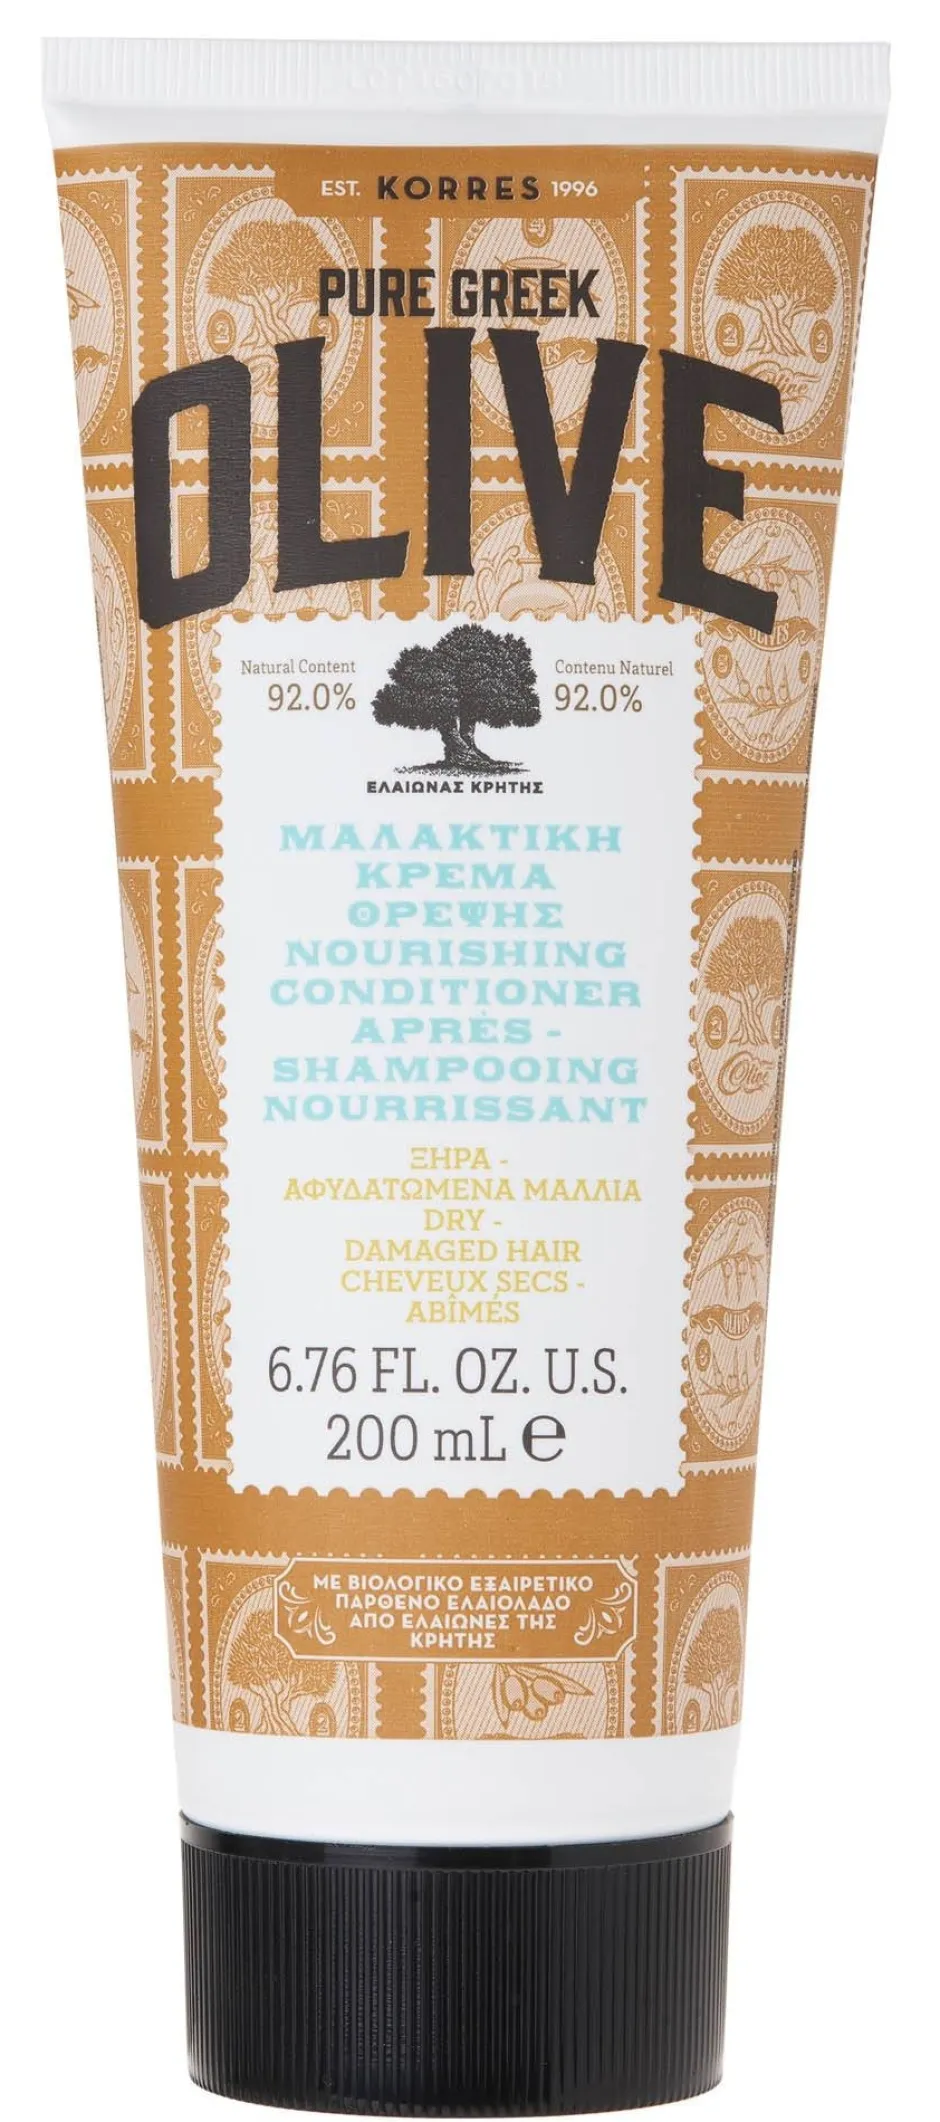 EST. KORRES 1996
PURE GREEK
OLIVE
Natural Content
92.0%
Contenu Naturel
92.0%
ΕΛΑΙΩΝΑΣ ΚΡΗΤΗΣ
ΜΑΛΑΚΤΙΚΗ
ΚΡΕΜΑ
ΘΡΕΨΗΣ
NOURISHING
CONDITIONER
APRÈS -
SHAMPOOING
NOURRISSANT
ΞΗΡΑ -
ΑΦΥΔΑΤΩΜΕΝΑ ΜΑΛΛΙΑ
DRY -
DAMAGED HAIR
CHEVEUX SECS -
ABÎMÉS
6.76 FL. OZ. U.S.
200 mL e
ΜΕ ΒΙΟΛΟΓΙΚΟ ΕΞΑΙΡΕΤΙΚΟ
ΠΑΡΘΕΝΟ ΕΛΑΙΟΛΑΔΟ
ΑΠΟ ΕΛΑΙΩΝΕΣ ΤΗΣ
ΚΡΗΤΗΣ